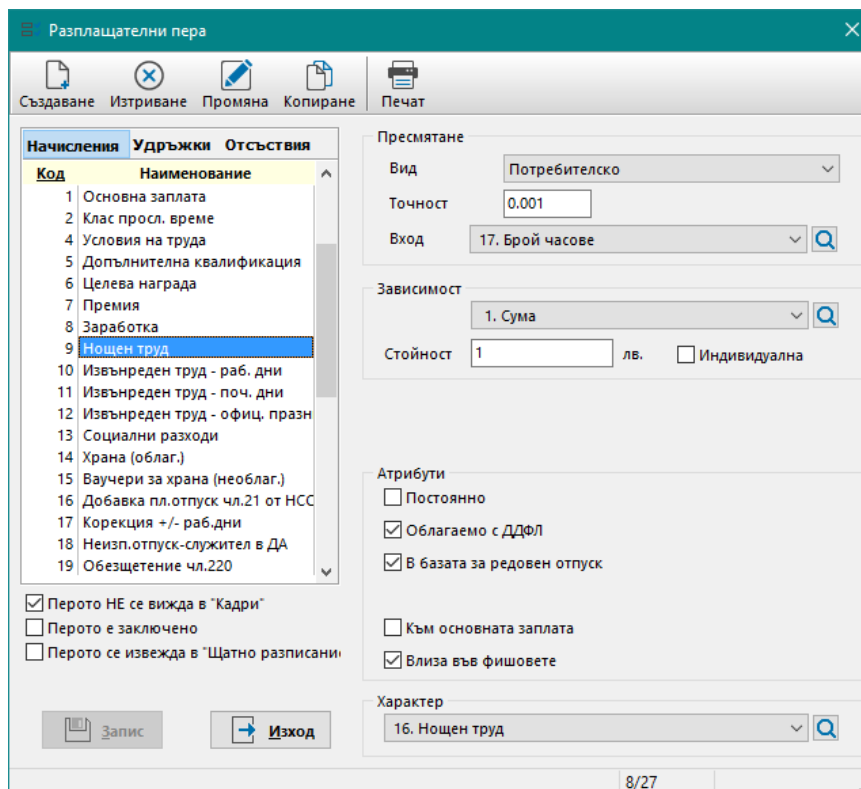 Разплащателни пера
Създаване Изтриване Промяна Копиране Печат
Начисления Удръжки Отсъствия
Код Наименование
1 Основна заплата
2 Клас просл. време
4 Условия на труда
5 Допълнителна квалификация
6 Целева награда
7 Премия
8 Заработка
9 Нощен труд
10 Извънреден труд - раб. дни
11 Извънреден труд - поч. дни
12 Извънреден труд - офиц. празн
13 Социални разходи
14 Храна (облаг.)
15 Ваучери за храна (необлаг.)
16 Добавка пл.отпуск чл.21 от НСС
17 Корекция +/- раб.дни
18 Неизп.отпуск-служител в ДА
19 Обезщетение чл.220
Перото НЕ се вижда в "Кадри"
Перото е заключено
Перото се извежда в "Щатно разписание
Запис Изход
Пресмятане
Вид Потребителско
Точност 0.001
Вход 17. Брой часове
Зависимост
1. Сума
Стойност 1 лв. Индивидуална
Атрибути
Постоянно
Облагаемо с ДДФЛ
В базата за редовен отпуск
Към основната заплата
Влиза във фишовете
Характер
16. Нощен труд
8/27